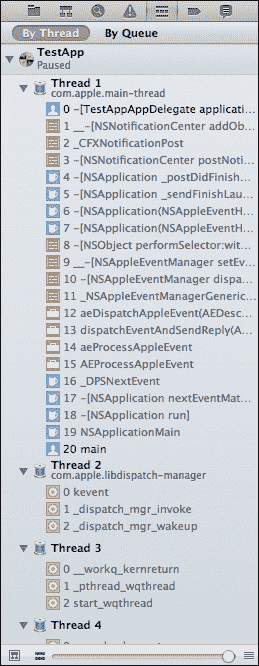 By Thread By Queue
TestApp
Paused
Thread 1
com.apple.main-thread
0 -[TestAppAppDelegate applicati...
1 __-[NSNotificationCenter addOb...
2 _CFXNotificationPost
3 -[NSNotificationCenter postNoti...
4 -[NSApplication _postDidFinish...
5 -[NSApplication _sendFinishLau...
6 -[NSApplication(NSAppleEventH...
7 -[NSApplication(NSAppleEventH...
8 -[NSObject performSelector:wit...
9 __-[NSAppleEventManager setEv...
10 -[NSAppleEventManager dispa...
11 _NSAppleEventManagerGeneric...
12 aeDispatchAppleEvent(AEDesc...
13 dispatchEventAndSendReply(A...
14 aeProcessAppleEvent
15 AEProcessAppleEvent
16 _DPSNextEvent
17 -[NSApplication nextEventMat...
18 -[NSApplication run]
19 NSApplicationMain
20 main
Thread 2
com.apple.libdispatch-manager
0 kevent
1 _dispatch_mgr_invoke
2 _dispatch_mgr_wakeup
Thread 3
0 __workq_kernreturn
1 _pthread_wqthread
2 start_wqthread
Thread 4